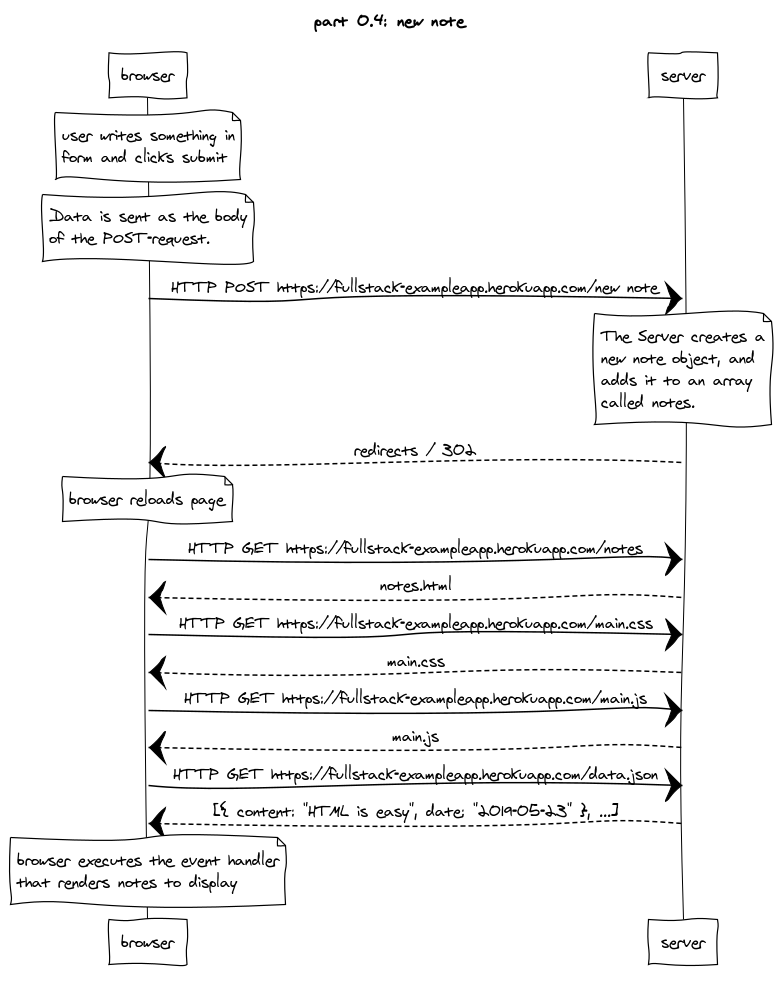 part 0.4: new note
browser
server
user writes something in
form and clicks submit
Data is sent as the body
of the POST-request.
HTTP POST https://fullstack-exampleapp.herokuapp.com/new note
The Server creates a
new note object, and
adds it to an array
called notes.
redirects / 302
browser reloads page
HTTP GET https://fullstack-exampleapp.herokuapp.com/notes
notes.html
HTTP GET https://fullstack-exampleapp.herokuapp.com/main.css
main.css
HTTP GET https://fullstack-exampleapp.herokuapp.com/main.js
main.js
HTTP GET https://fullstack-exampleapp.herokuapp.com/data.json
[{ content: "HTML is easy", date: "2019-05-23" }, ...]
browser executes the event handler
that renders notes to display
browser
server